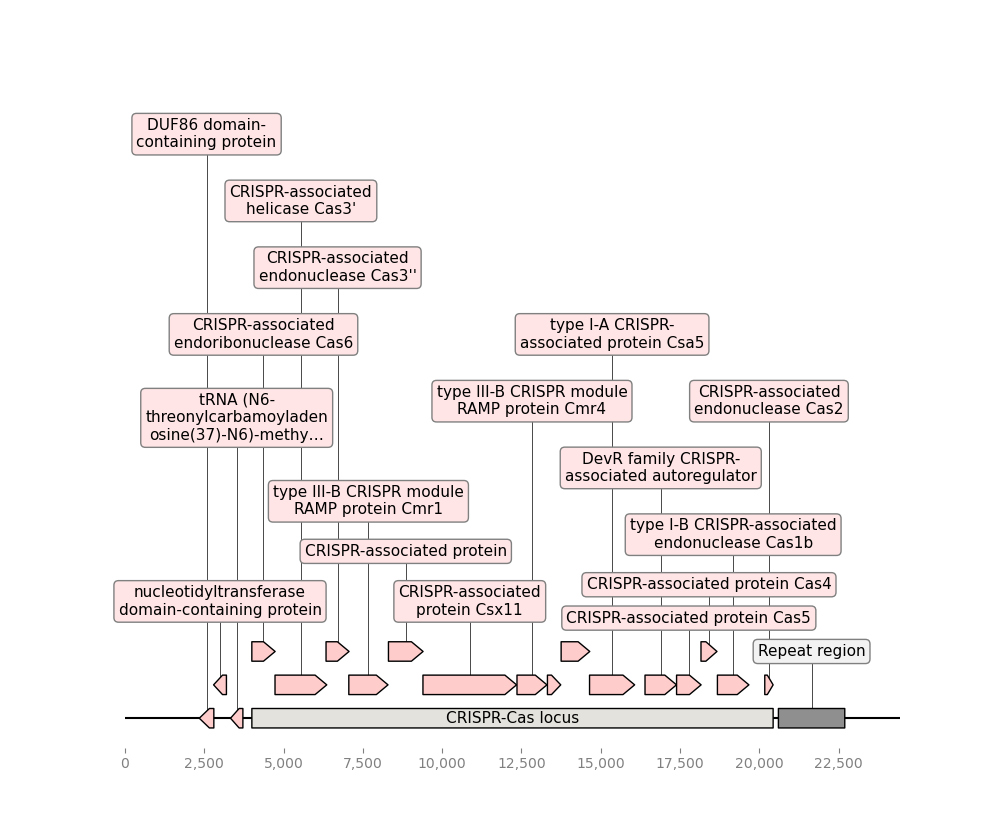 DUF86 domain-
containing protein
CRISPR-associated
helicase Cas3'
CRISPR-associated
endonuclease Cas3''
CRISPR-associated
endoribonuclease Cas6
type I-A CRISPR-
associated protein Csa5
tRNA (N6-
threonylcarbamoyladen
osine(37)-N6)-methy…
type III-B CRISPR module
RAMP protein Cmr4
CRISPR-associated
endonuclease Cas2
DevR family CRISPR-
associated autoregulator
type III-B CRISPR module
RAMP protein Cmr1
type I-B CRISPR-associated
endonuclease Cas1b
CRISPR-associated protein
nucleotidyltransferase
domain-containing protein
CRISPR-associated
protein Csx11
CRISPR-associated protein Cas4
CRISPR-associated protein Cas5
Repeat region
CRISPR-Cas locus
0 2,500 5,000 7,500 10,000 12,500 15,000 17,500 20,000 22,500